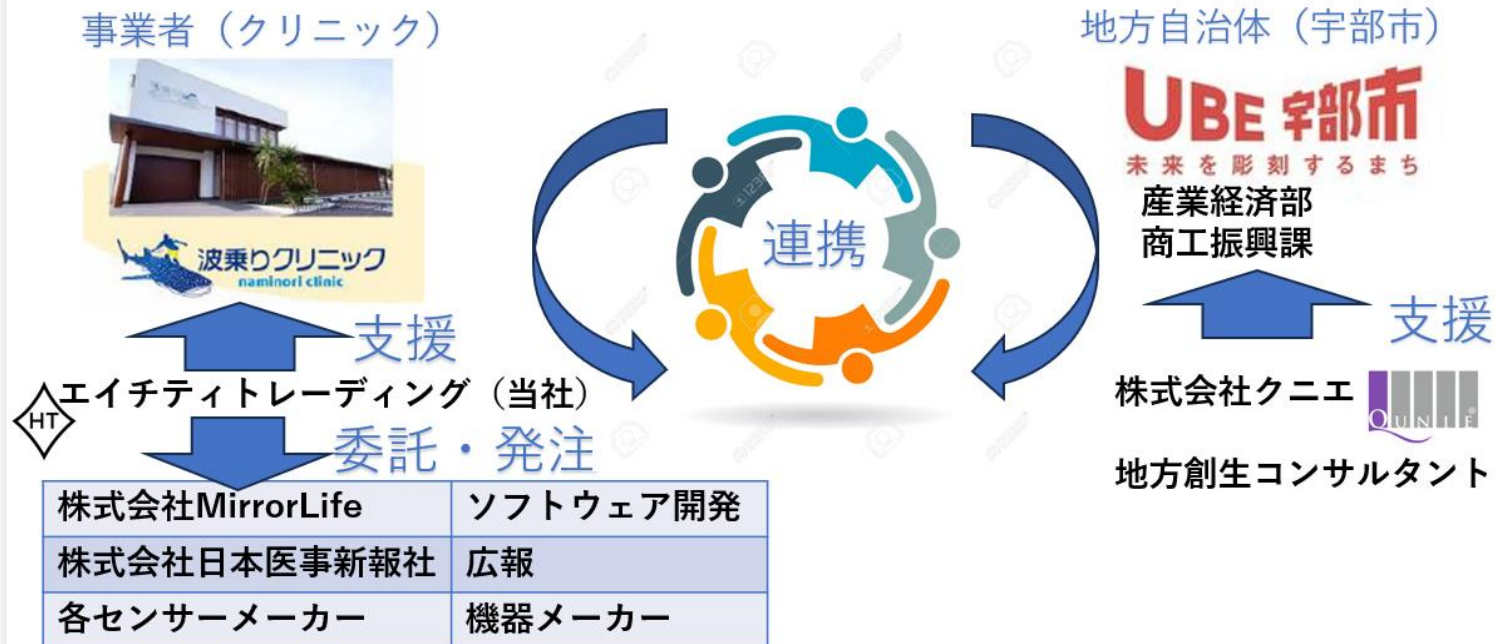 事業者（クリニック）
波乗りクリニック
naminori clinic
支援
HT
エイチティトレーディング（当社）
委託・発注
株式会社MirrorLife ソフトウェア開発
株式会社日本医事新報社 広報
各センサーメーカー 機器メーカー
連携
地方自治体（宇部市）
UBE 宇部市
未来を彫刻するまち
産業経済部
商工振興課
支援
株式会社クニエ
QUNIE
地方創生コンサルタント